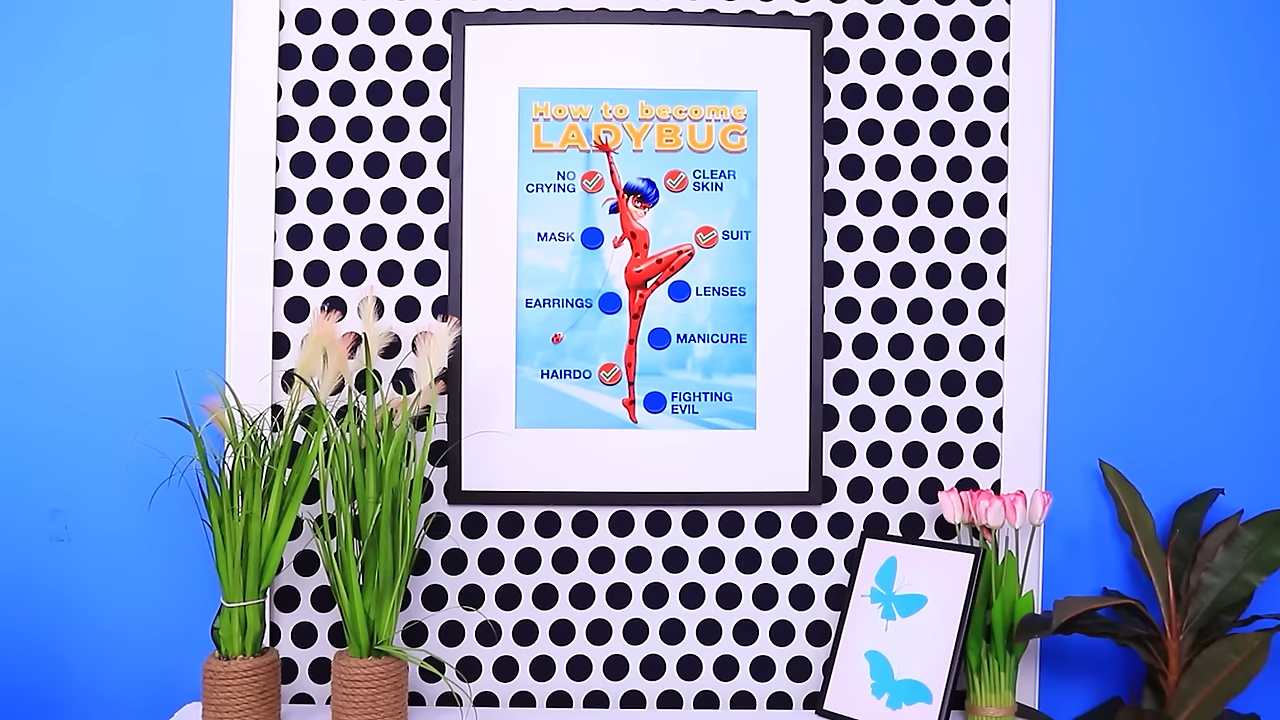 How to become
LADYBUG
NO
CRYING
CLEAR
SKIN
MASK
SUIT
EARRINGS
LENSES
MANICURE
HAIRDO
FIGHTING
EVIL